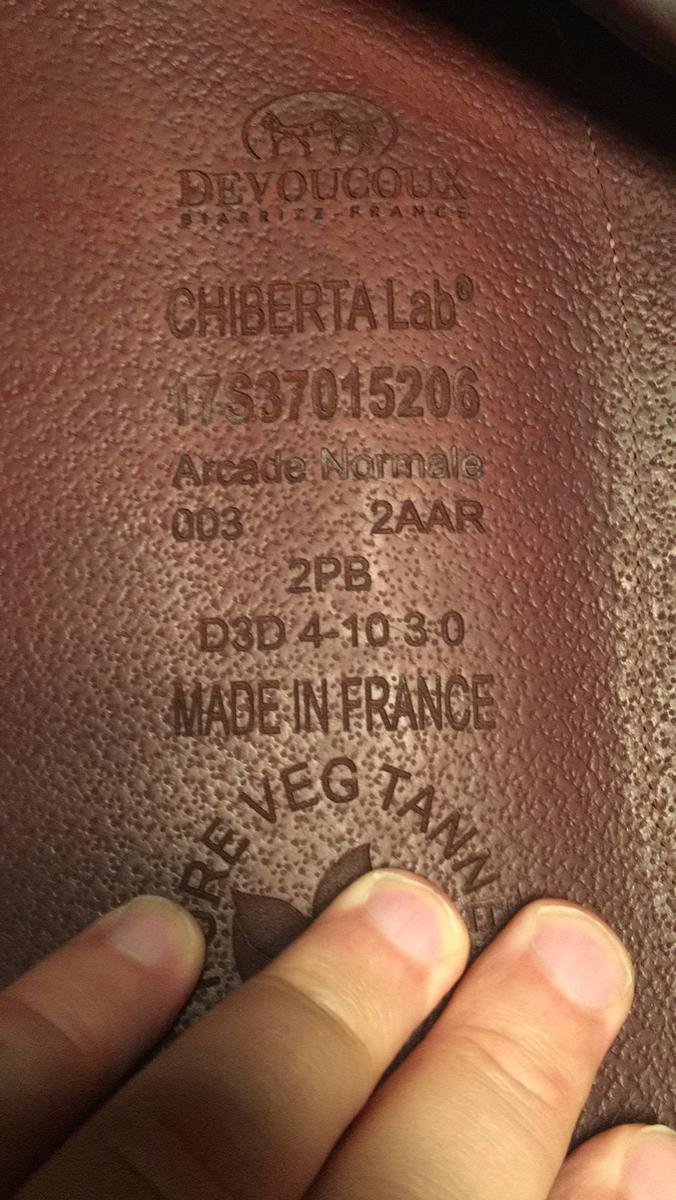 DEVOUCOUX
BIARRITZ-FRANCE
CHIBERTA Lab®
17S37015206
Arcade Normale
003 2AAR
2PB
D3D 4-10 3.0
MADE IN FRANCE
VEG TANNE